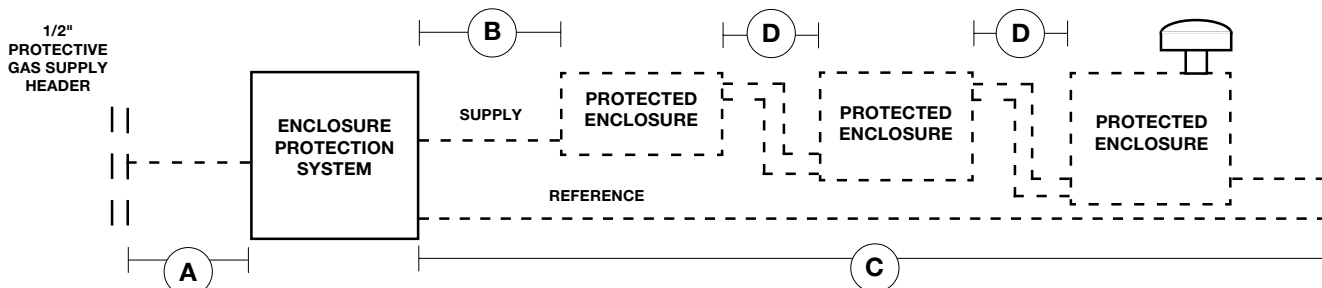 1/2"
PROTECTIVE
GAS SUPPLY
HEADER
A
ENCLOSURE
PROTECTION
SYSTEM
B
SUPPLY
REFERENCE
PROTECTED
ENCLOSURE
D
PROTECTED
ENCLOSURE
D
PROTECTED
ENCLOSURE
C